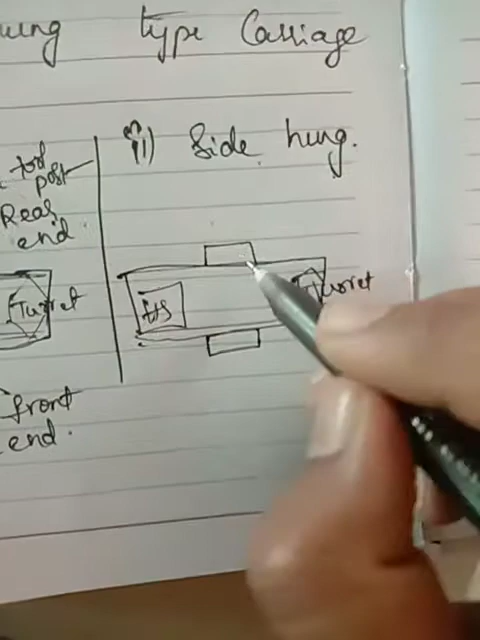 type Carriage
tool
post
Rear
end
Turret
front
end.
ii) Side hung.
H/S
Turret